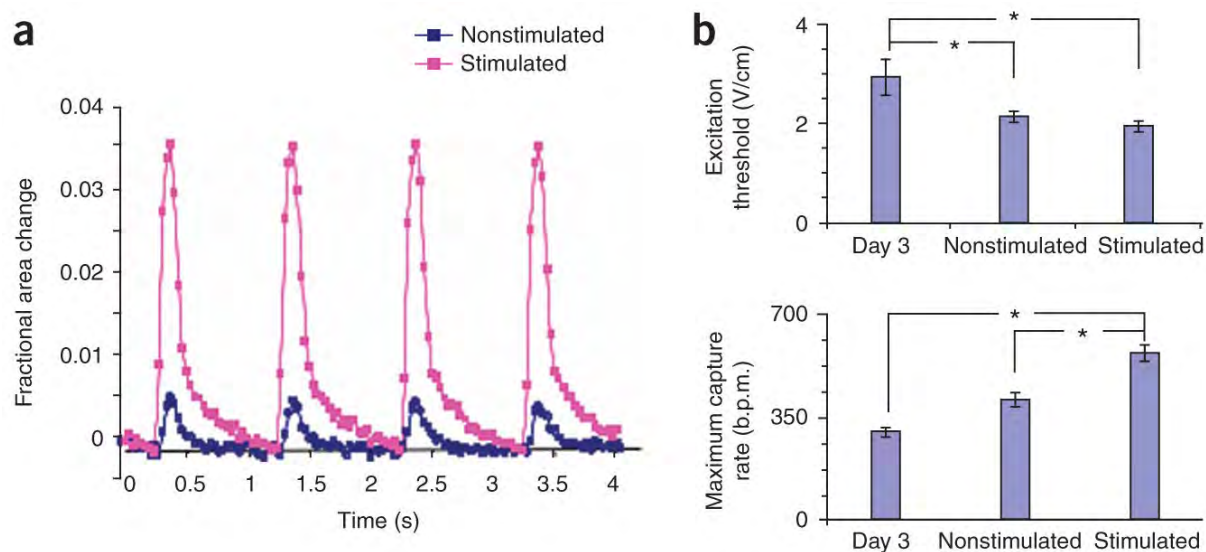 a
Nonstimulated
Stimulated
Fractional area change
0.04
0.03
0.02
0.01
0
0 0.5 1 1.5 2 2.5 3 3.5 4
Time (s)
b
Excitation
threshold (V/cm)
4
2
0
*
*
Day 3 Nonstimulated Stimulated
Maximum capture
rate (b.p.m.)
700
350
0
*
*
Day 3 Nonstimulated Stimulated